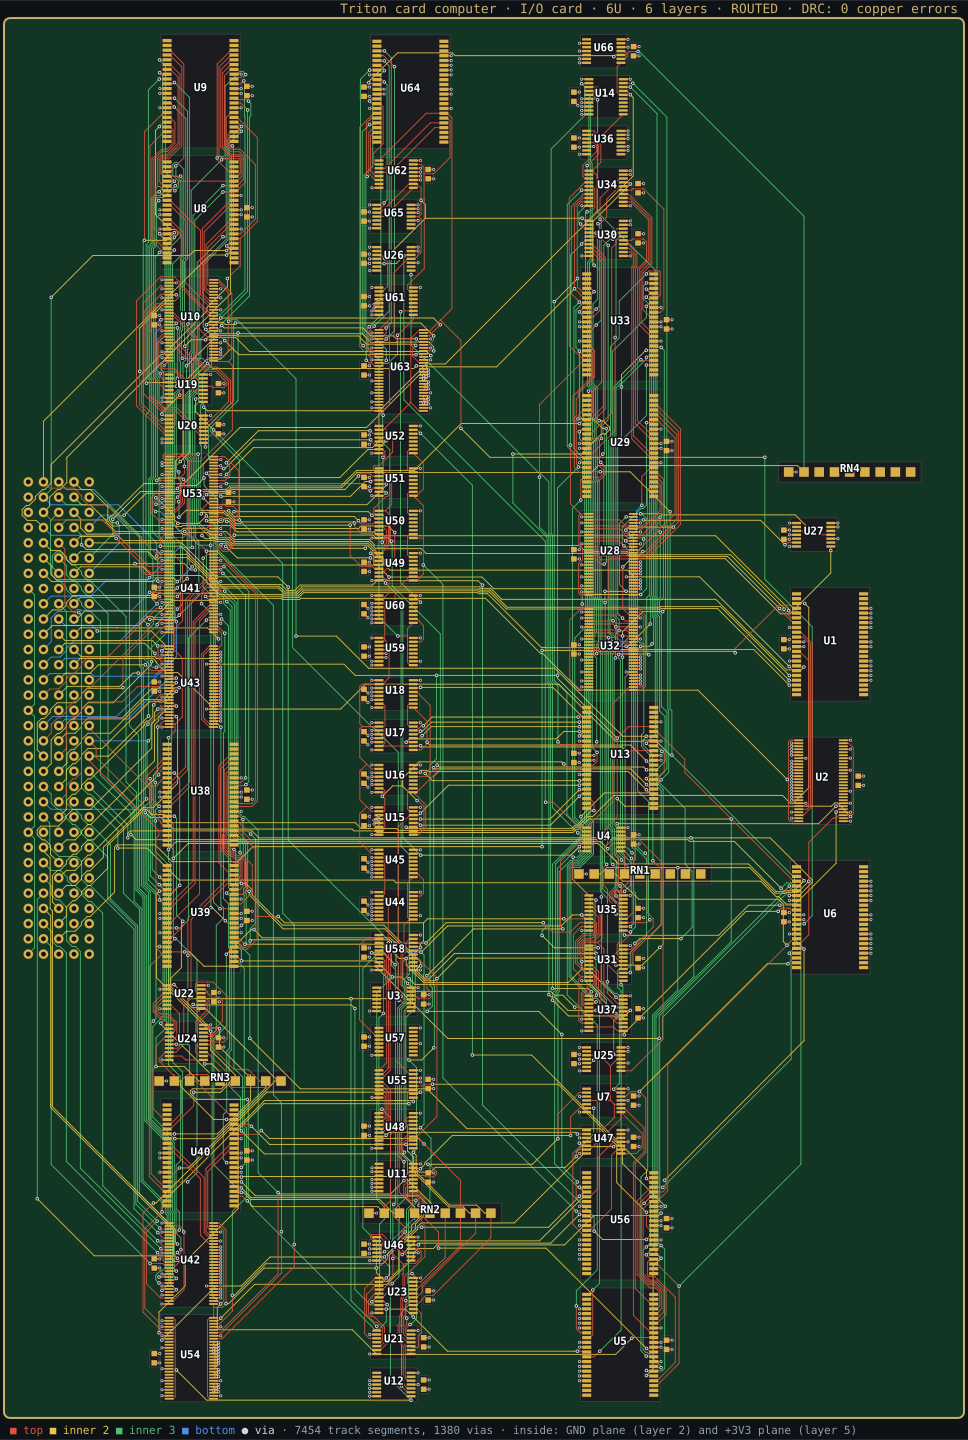 Triton card computer · I/O card · 6U · 6 layers · ROUTED · DRC: 0 copper errors
U9 U64 U66
U14
U36
U62 U34
U8 U65
U30
U26
U61
U10 U33
U63
U19
U20 U52 U29
U51 RN4
U53
U50 U27
U49 U28
U41
U60
U59 U32 U1
U43 U18
U17
U13
U16 U2
U38
U15
U4
U45 RN1
U44 U35
U39 U6
U58
U31
U22 U3
U37
U24 U57
U25
RN3 U55
U7
U48
U47
U40
U11
RN2
U56
U46
U42
U23
U21
U5
U54
U12
■ top ■ inner 2 ■ inner 3 ■ bottom ● via · 7454 track segments, 1380 vias · inside: GND plane (layer 2) and +3V3 plane (layer 5)